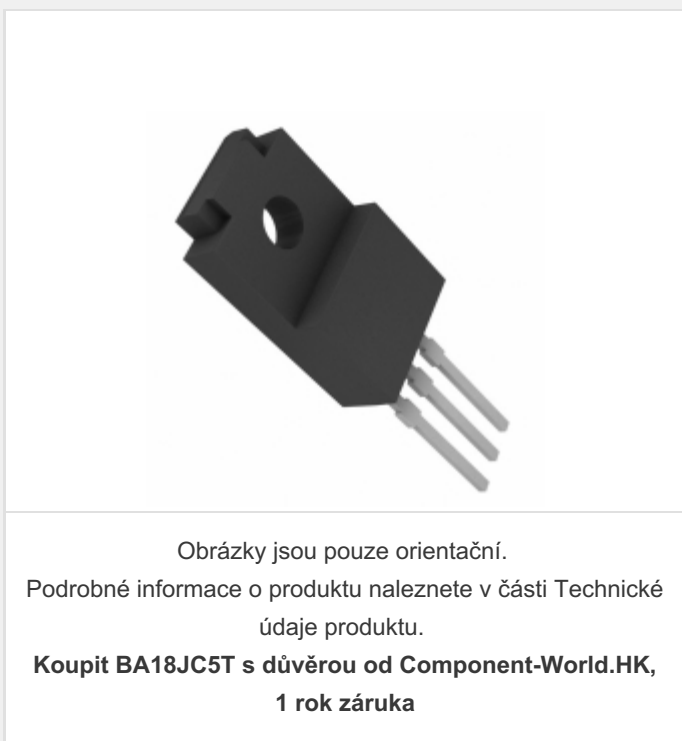 Obrázky jsou pouze orientační.
Podrobné informace o produktu naleznete v části Technické
údaje produktu.
Koupit BA18JC5T s důvěrou od Component-World.HK,
1 rok záruka